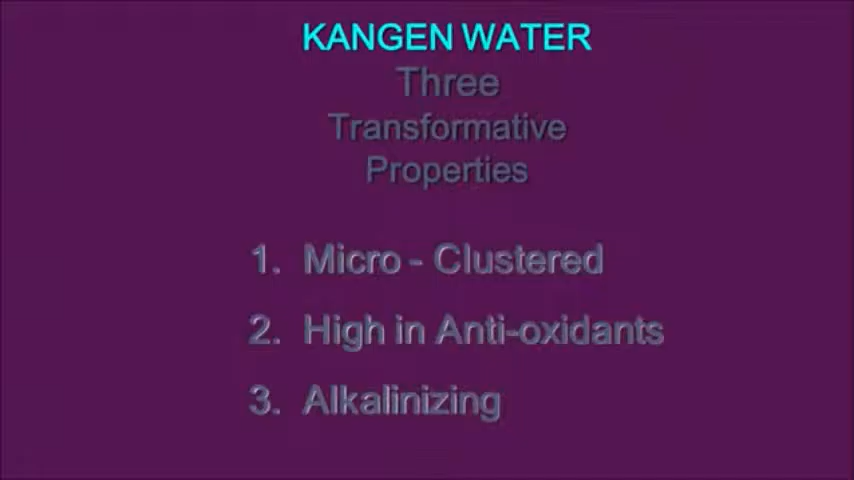 KANGEN WATER
Three
Transformative
Properties
1. Micro - Clustered
2. High in Anti-oxidants
3. Alkalinizing